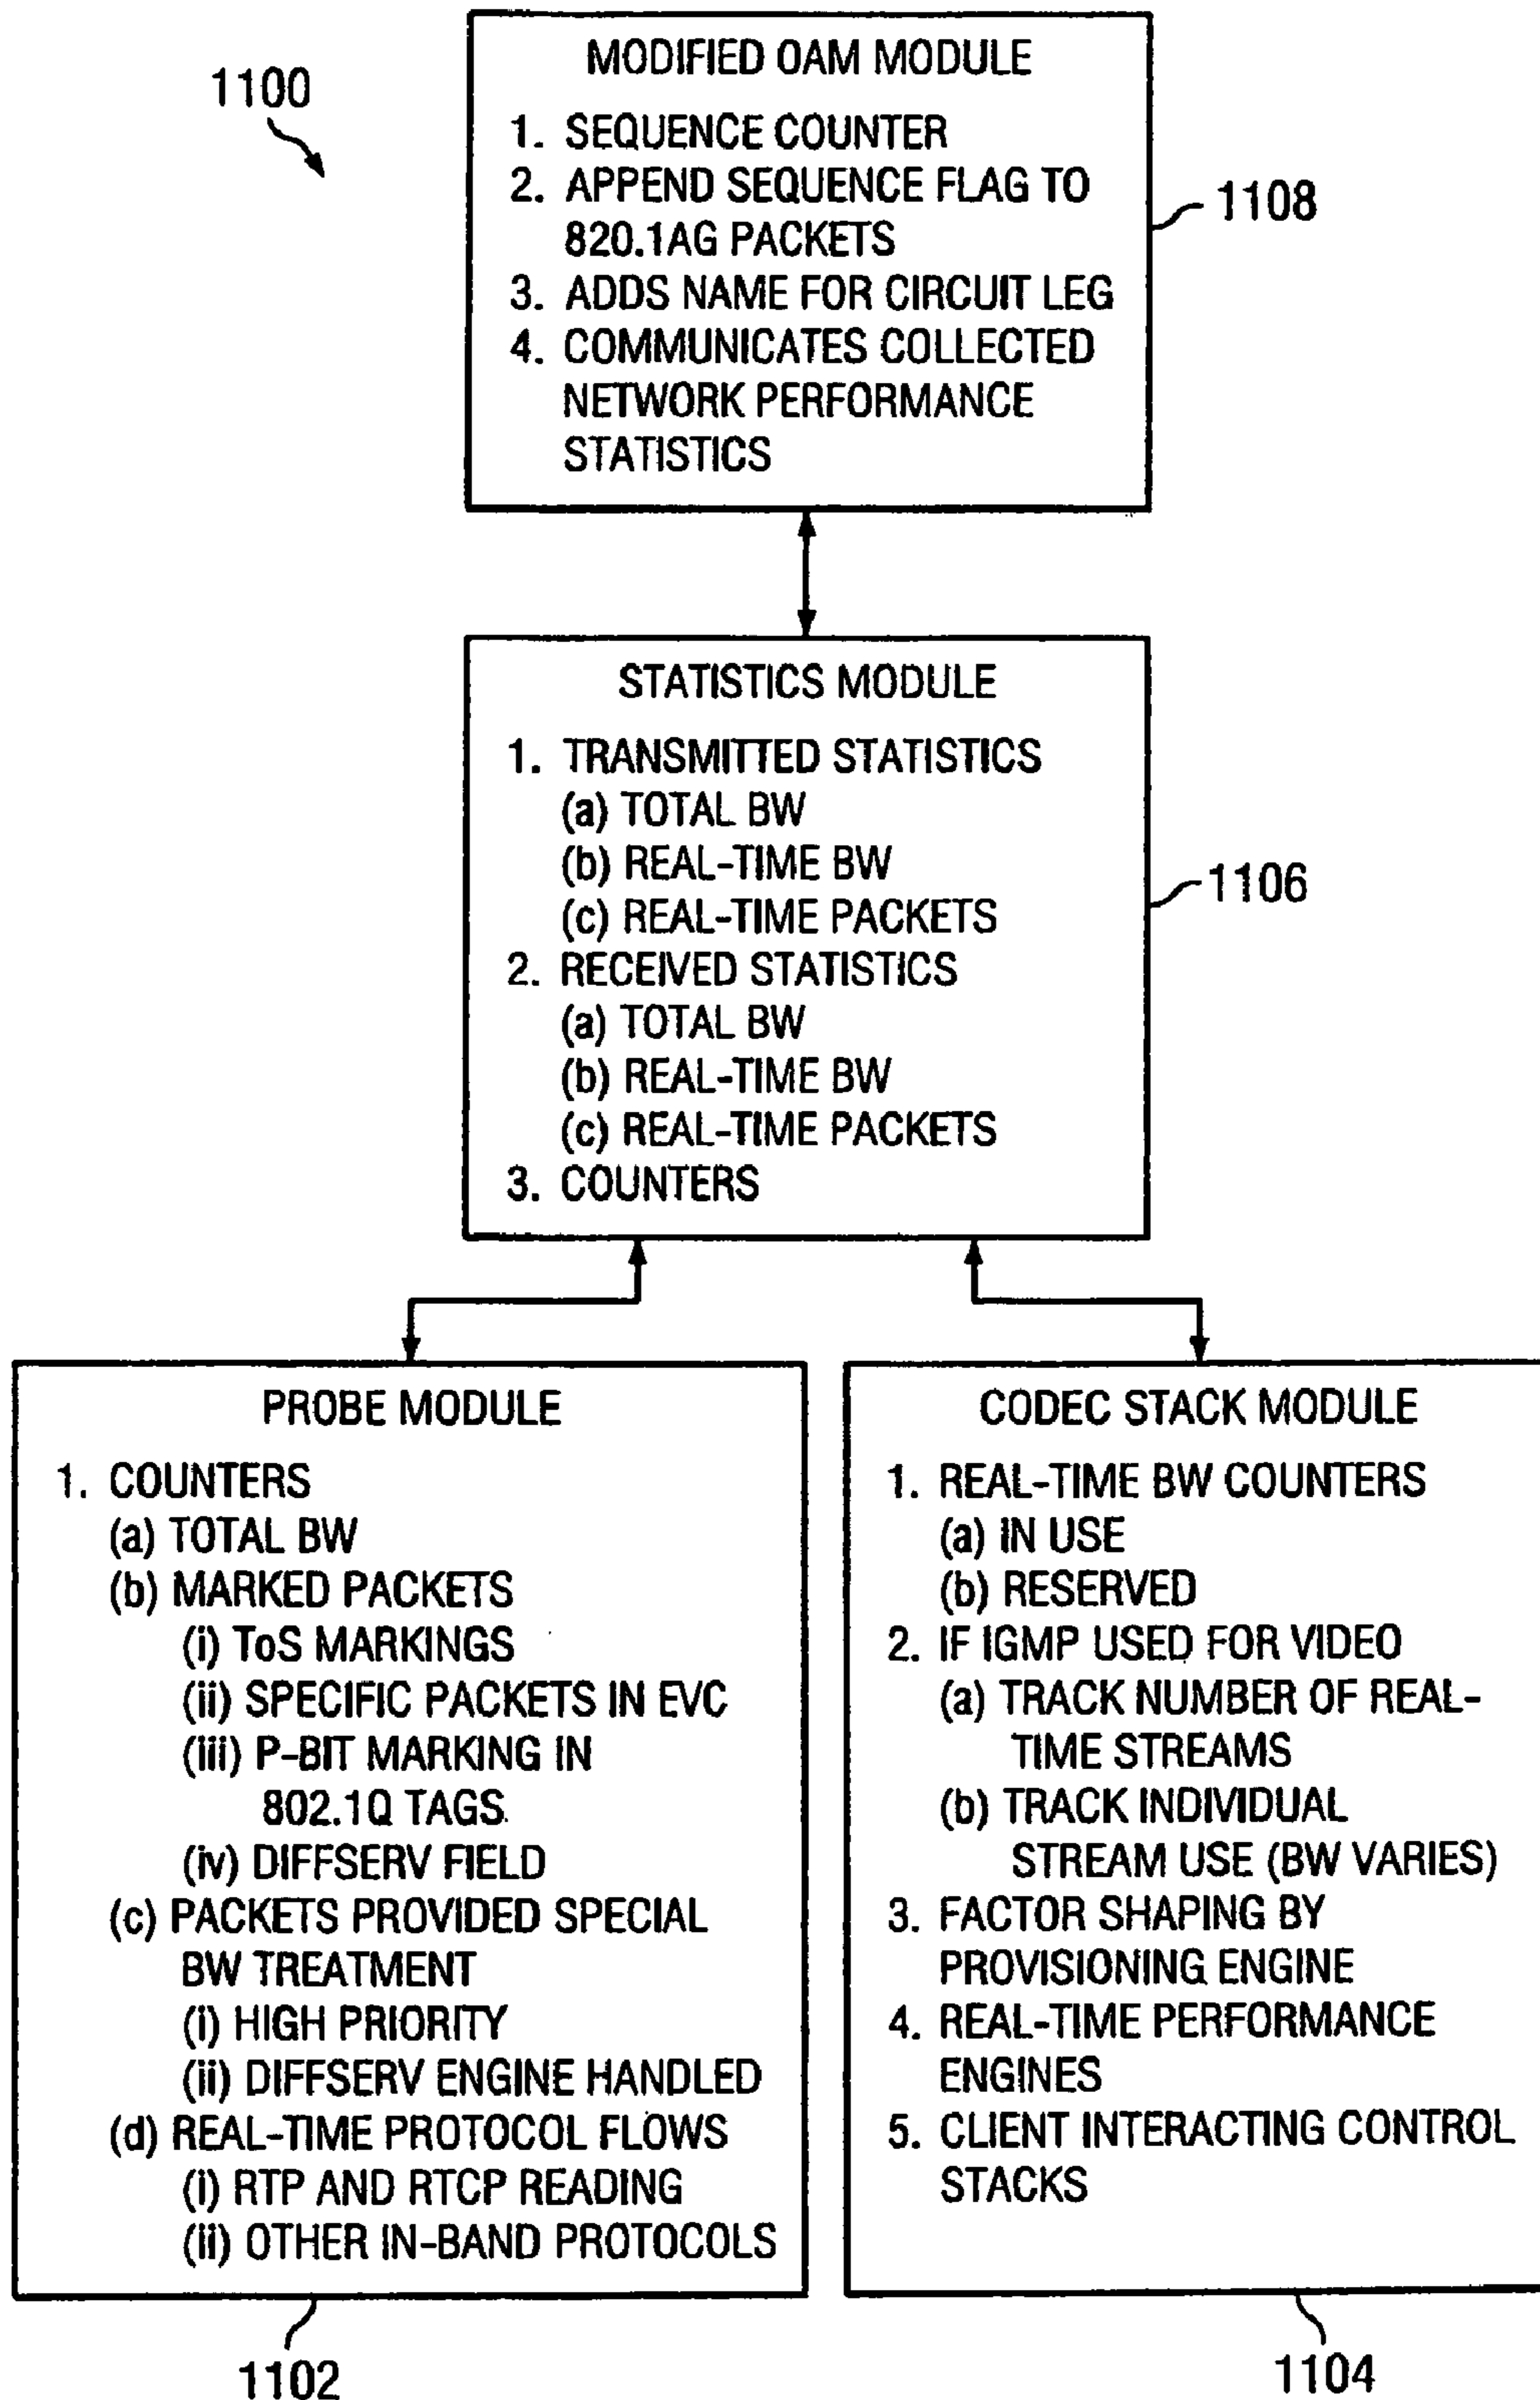 1100
MODIFIED OAM MODULE
1. SEQUENCE COUNTER
2. APPEND SEQUENCE FLAG TO
820.1AG PACKETS
3. ADDS NAME FOR CIRCUIT LEG
4. COMMUNICATES COLLECTED
NETWORK PERFORMANCE
STATISTICS
1108
STATISTICS MODULE
1. TRANSMITTED STATISTICS
(a) TOTAL BW
(b) REAL-TIME BW
(c) REAL-TIME PACKETS
2. RECEIVED STATISTICS
(a) TOTAL BW
(b) REAL-TIME BW
(c) REAL-TIME PACKETS
3. COUNTERS
1106
PROBE MODULE
1. COUNTERS
(a) TOTAL BW
(b) MARKED PACKETS
(i) ToS MARKINGS
(ii) SPECIFIC PACKETS IN EVC
(iii) P-BIT MARKING IN
802.1Q TAGS
(iv) DIFFSERV FIELD
(c) PACKETS PROVIDED SPECIAL
BW TREATMENT
(i) HIGH PRIORITY
(ii) DIFFSERV ENGINE HANDLED
(d) REAL-TIME PROTOCOL FLOWS
(i) RTP AND RTCP READING
(ii) OTHER IN-BAND PROTOCOLS
1102
CODEC STACK MODULE
1. REAL-TIME BW COUNTERS
(a) IN USE
(b) RESERVED
2. IF IGMP USED FOR VIDEO
(a) TRACK NUMBER OF REAL-
TIME STREAMS
(b) TRACK INDIVIDUAL
STREAM USE (BW VARIES)
3. FACTOR SHAPING BY
PROVISIONING ENGINE
4. REAL-TIME PERFORMANCE
ENGINES
5. CLIENT INTERACTING CONTROL
STACKS
1104